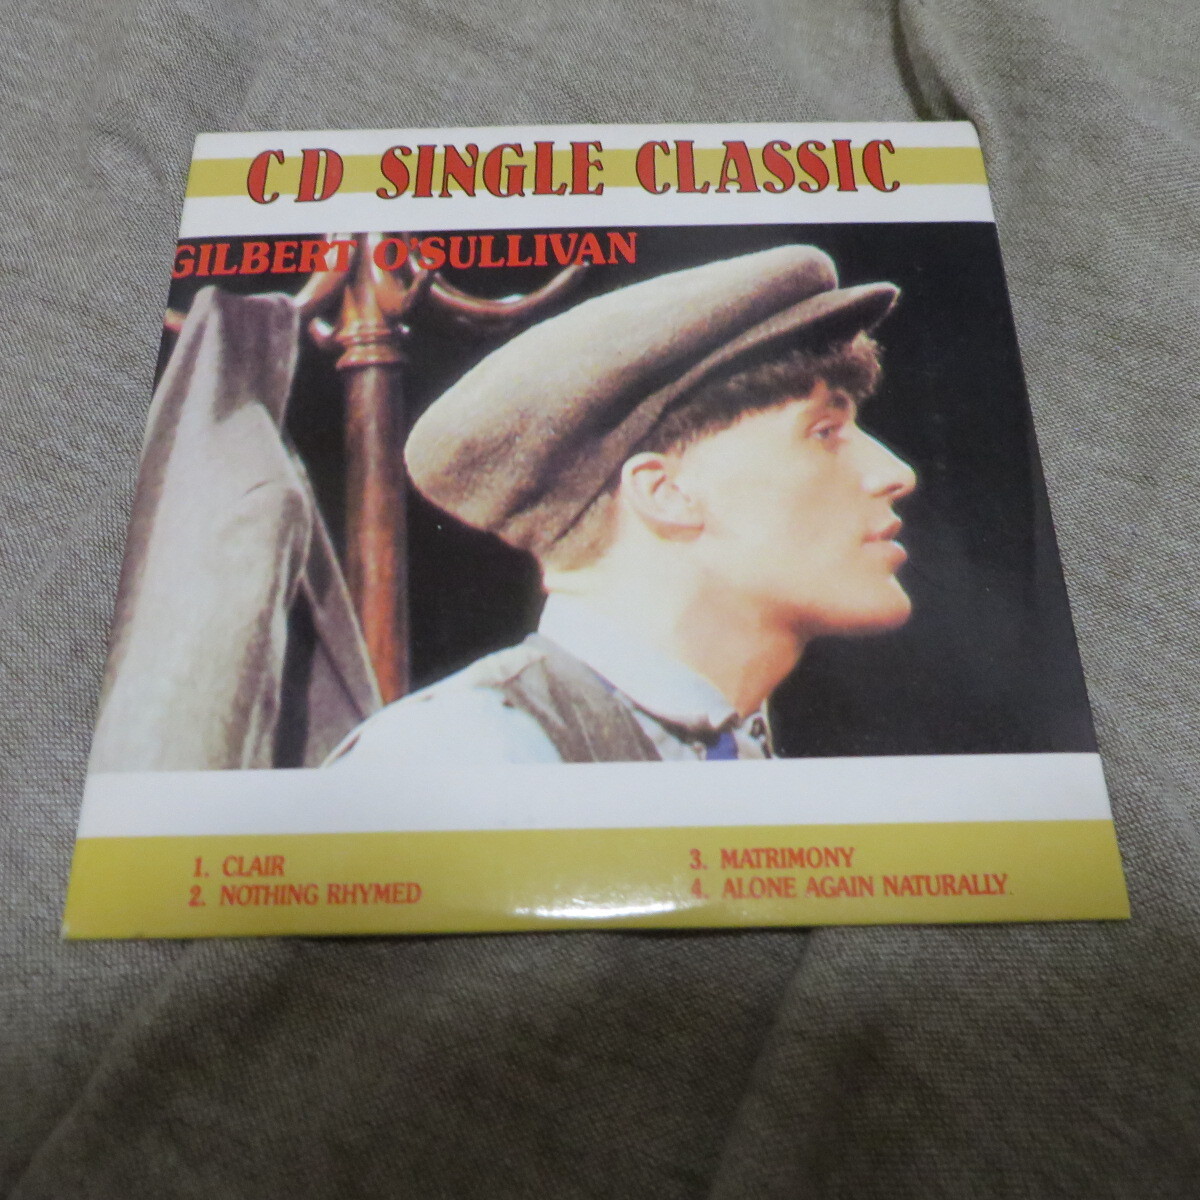 CD SINGLE CLASSIC
GILBERT O'SULLIVAN
1. CLAIR
2. NOTHING RHYMED
3. MATRIMONY
4. ALONE AGAIN NATURALLY